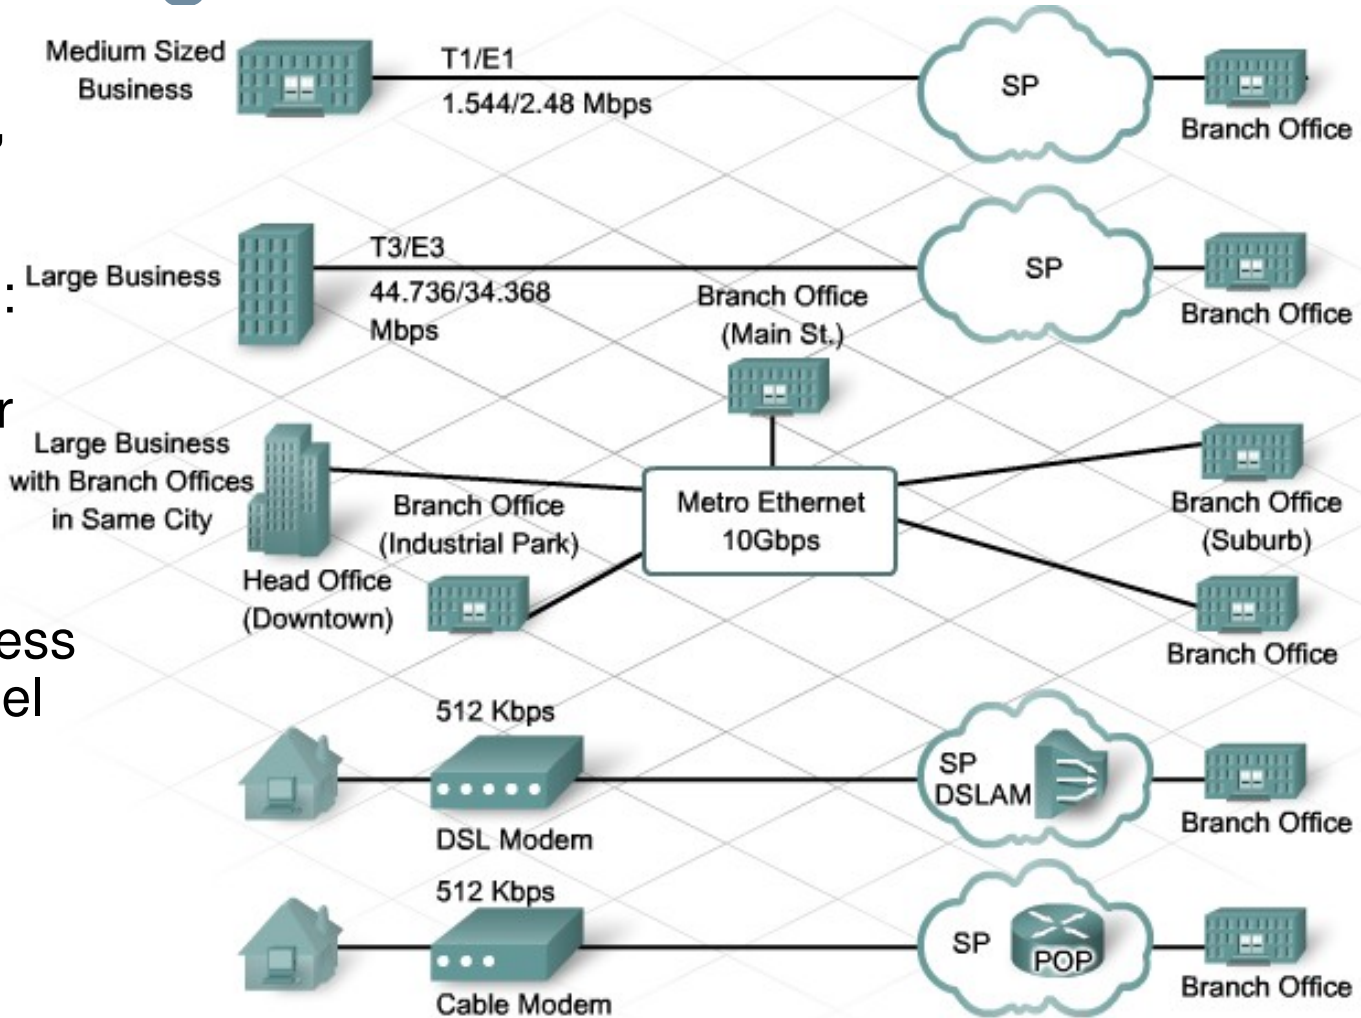 Medium Sized
Business
T1/E1
1.544/2.48 Mbps
SP
Branch Office
,
Large Business
:
T3/E3
44.736/34.368
Mbps
SP
Branch Office
Branch Office
(Main St.)
r
Large Business
with Branch Offices
in Same City
Head Office
(Downtown)
Branch Office
(Industrial Park)
Metro Ethernet
10Gbps
Branch Office
(Suburb)
Branch Office
ess
el
512 Kbps
DSL Modem
SP
DSLAM
Branch Office
512 Kbps
Cable Modem
SP
POP
Branch Office